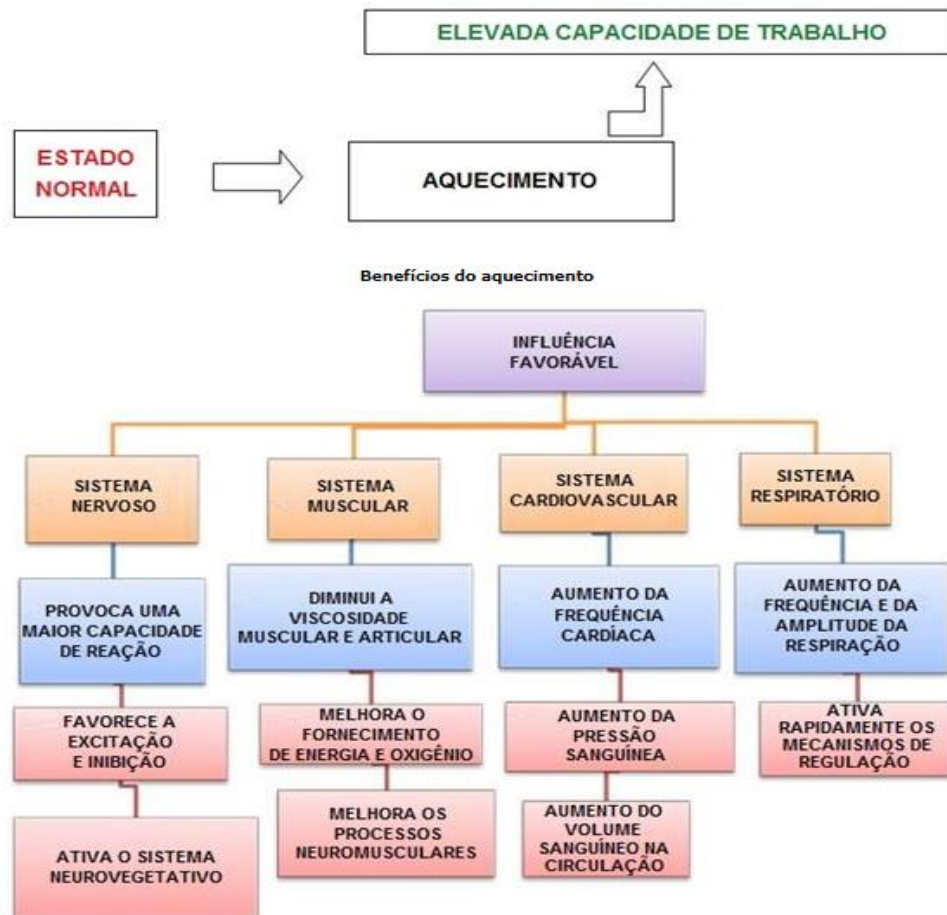 ELEVADA CAPACIDADE DE TRABALHO
ESTADO
NORMAL
AQUECIMENTO
Benefícios do aquecimento
INFLUÊNCIA
FAVORÁVEL
SISTEMA
NERVOSO
SISTEMA
MUSCULAR
SISTEMA
CARDIOVASCULAR
SISTEMA
RESPIRATÓRIO
PROVOCA UMA
MAIOR CAPACIDADE
DE REAÇÃO
DIMINUI A
VISCOSIDADE
MUSCULAR E ARTICULAR
AUMENTO DA
FREQUÊNCIA
CARDÍACA
AUMENTO DA
FREQUÊNCIA E DA
AMPLITUDE DA
RESPIRAÇÃO
FAVORECE A
EXCITAÇÃO
E INIBIÇÃO
MELHORA O
FORNECIMENTO
DE ENERGIA E OXIGÊNIO
AUMENTO DA
PRESSÃO
SANGUÍNEA
ATIVA
RAPIDAMENTE OS
MECANISMOS DE
REGULAÇÃO
ATIVA O SISTEMA
NEUROVEGETATIVO
MELHORA OS
PROCESSOS
NEUROMUSCULARES
AUMENTO DO
VOLUME
SANGUÍNEO NA
CIRCULAÇÃO